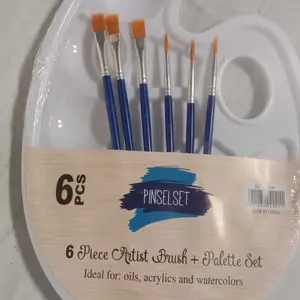 6 PCS
PINSELSET
6 Piece Artist Brush + Palette Set
Ideal for: oils, acrylics and watercolors